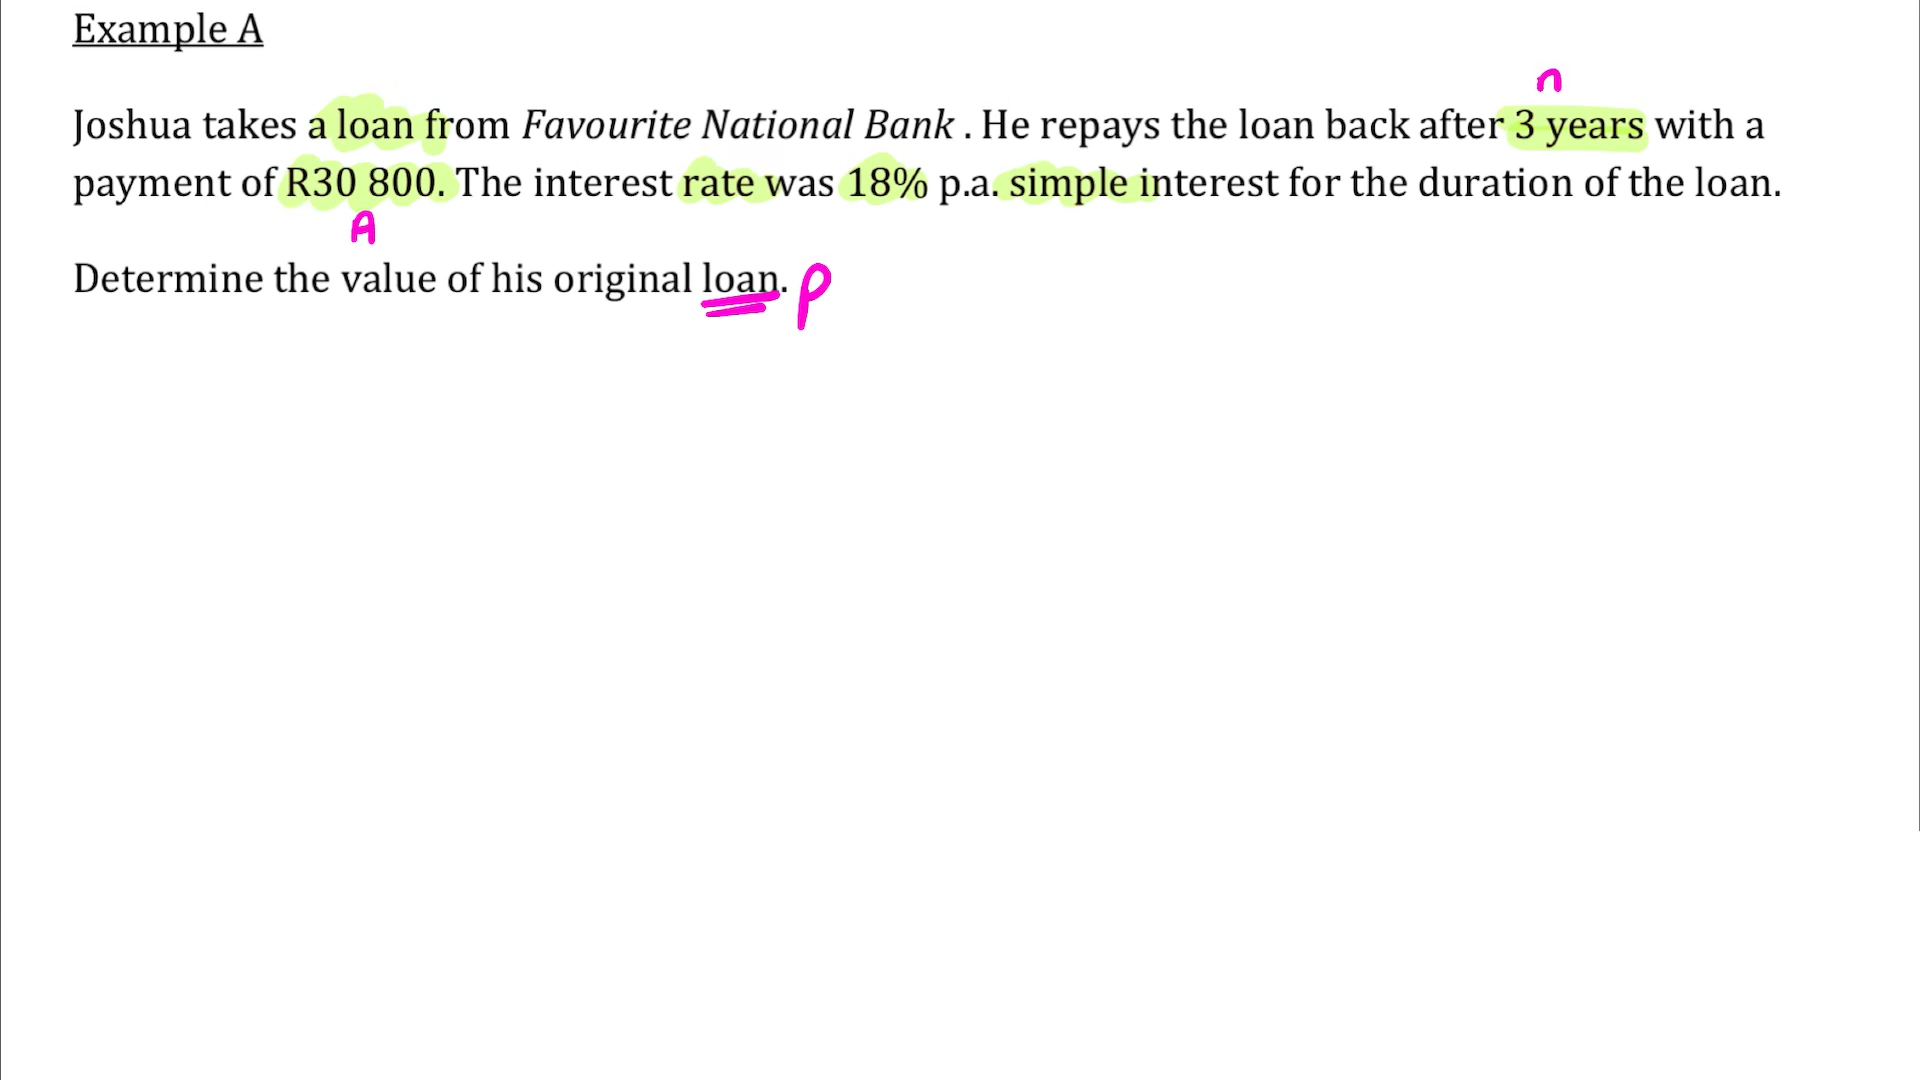 Example A
n
Joshua takes a loan from Favourite National Bank . He repays the loan back after 3 years with a
payment of R30 800. The interest rate was 18% p.a. simple interest for the duration of the loan.
A
Determine the value of his original loan. P